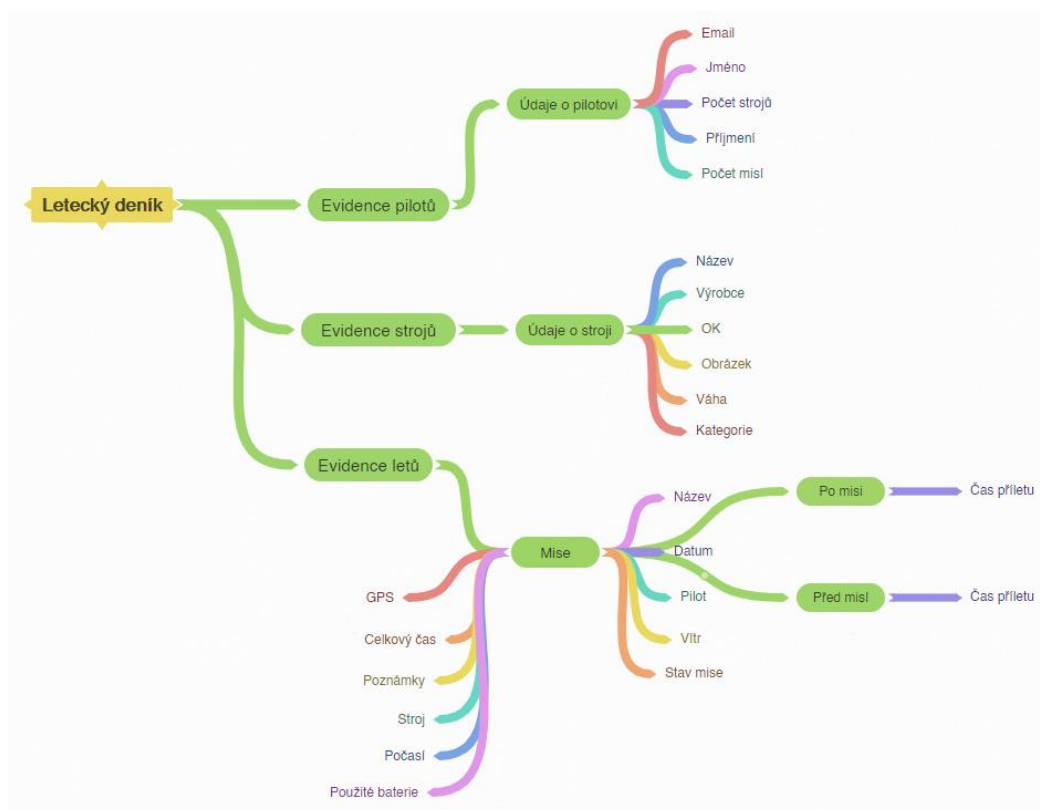 Letecký deník
Evidence pilotů
Údaje o pilotovi
Email
Jméno
Počet strojů
Příjmení
Počet misí
Evidence strojů
Údaje o stroji
Název
Výrobce
OK
Obrázek
Váha
Kategorie
Evidence letů
Mise
GPS
Celkový čas
Poznámky
Stroj
Počasí
Použité baterie
Název
Datum
Pilot
Vítr
Stav mise
Po misi
Čas příletu
Před misí
Čas příletu